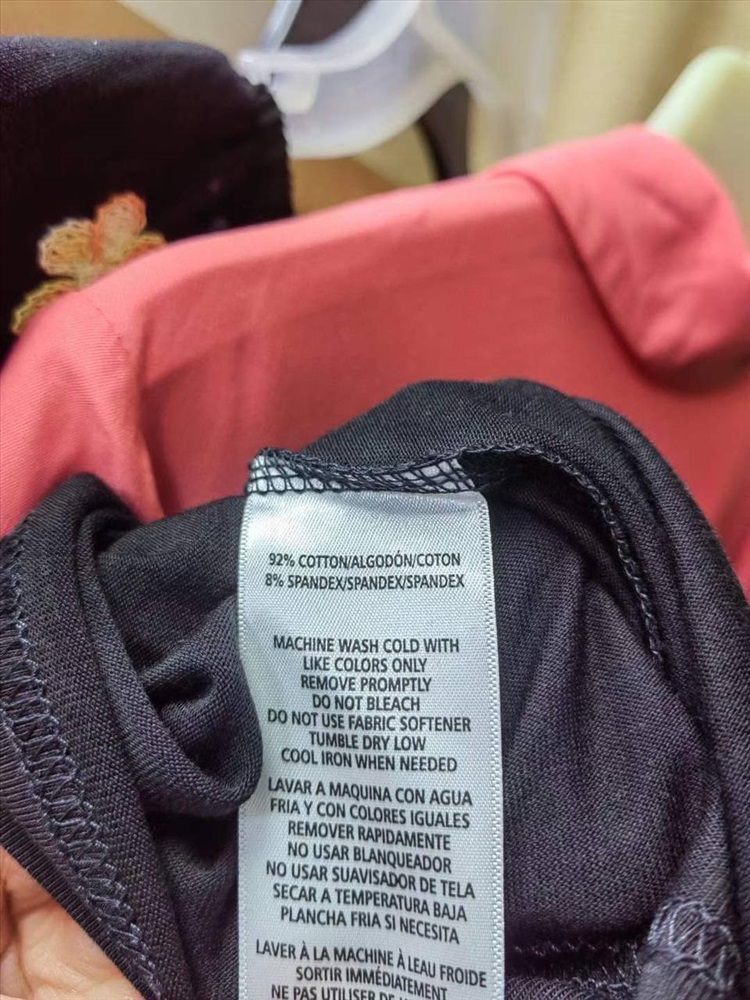 92% COTTON/ALGODÓN/COTON
8% SPANDEX/SPANDEX/SPANDEX
MACHINE WASH COLD WITH
LIKE COLORS ONLY
REMOVE PROMPTLY
DO NOT BLEACH
DO NOT USE FABRIC SOFTENER
TUMBLE DRY LOW
COOL IRON WHEN NEEDED
LAVAR A MAQUINA CON AGUA
FRIA Y CON COLORES IGUALES
REMOVER RAPIDAMENTE
NO USAR BLANQUEADOR
NO USAR SUAVISADOR DE TELA
SECAR A TEMPERATURA BAJA
PLANCHA FRIA SI NECESITA
LAVER À LA MACHINE À LEAU FROIDE
SORTIR IMMÉDIATEMENT
NE PAS UTILISER